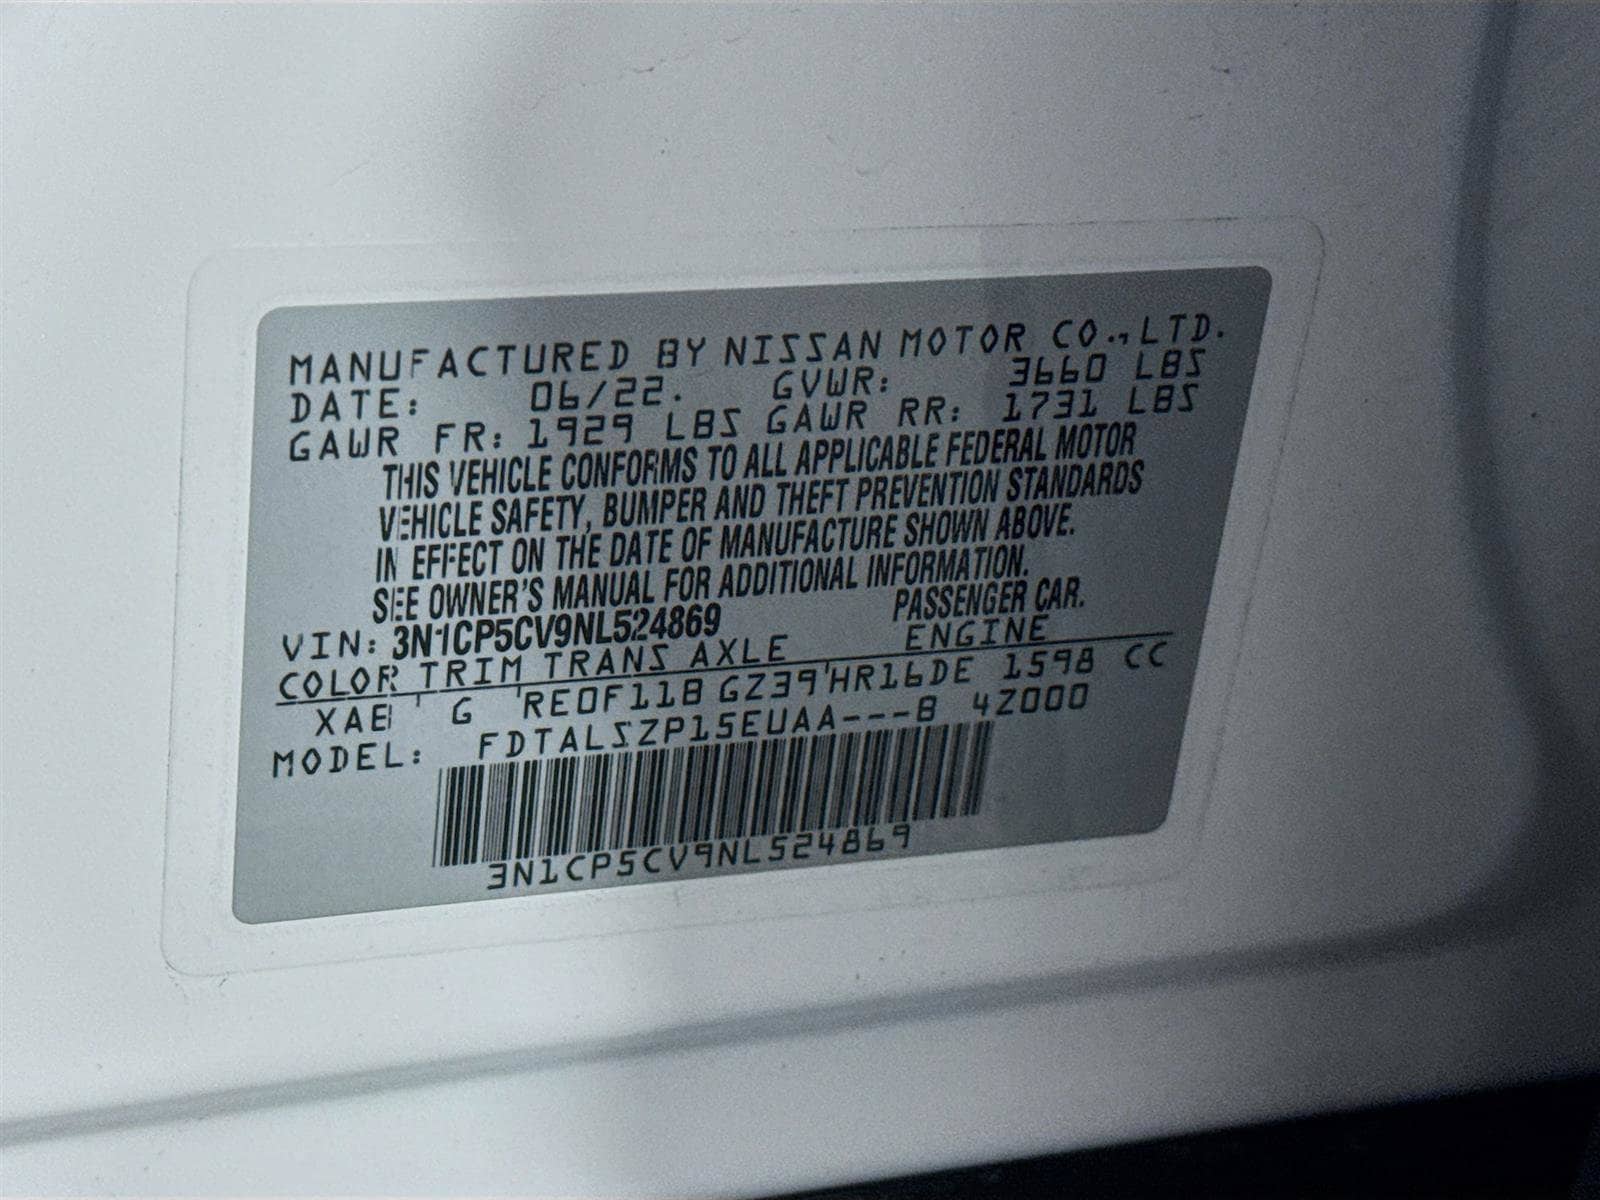 MANUFACTURED BY NISSAN MOTOR CO., LTD.
DATE: 06/22. GVWR: 3660 LBS
GAWR FR: 1929 LBS GAWR RR: 1731 LBS
THIS VEHICLE CONFORMS TO ALL APPLICABLE FEDERAL MOTOR
VEHICLE SAFETY, BUMPER AND THEFT PREVENTION STANDARDS
IN EFFECT ON THE DATE OF MANUFACTURE SHOWN ABOVE.
SEE OWNER'S MANUAL FOR ADDITIONAL INFORMATION.
VIN: 3N1CP5CV9NL524869 PASSENGER CAR.
COLOR TRIM TRANS AXLE ENGINE
XAB G RE0F11B GZ39 HR16DE 1598 CC
MODEL: FDTALSZP15EUAA---B 4Z000
3N1CP5CV9NL524869